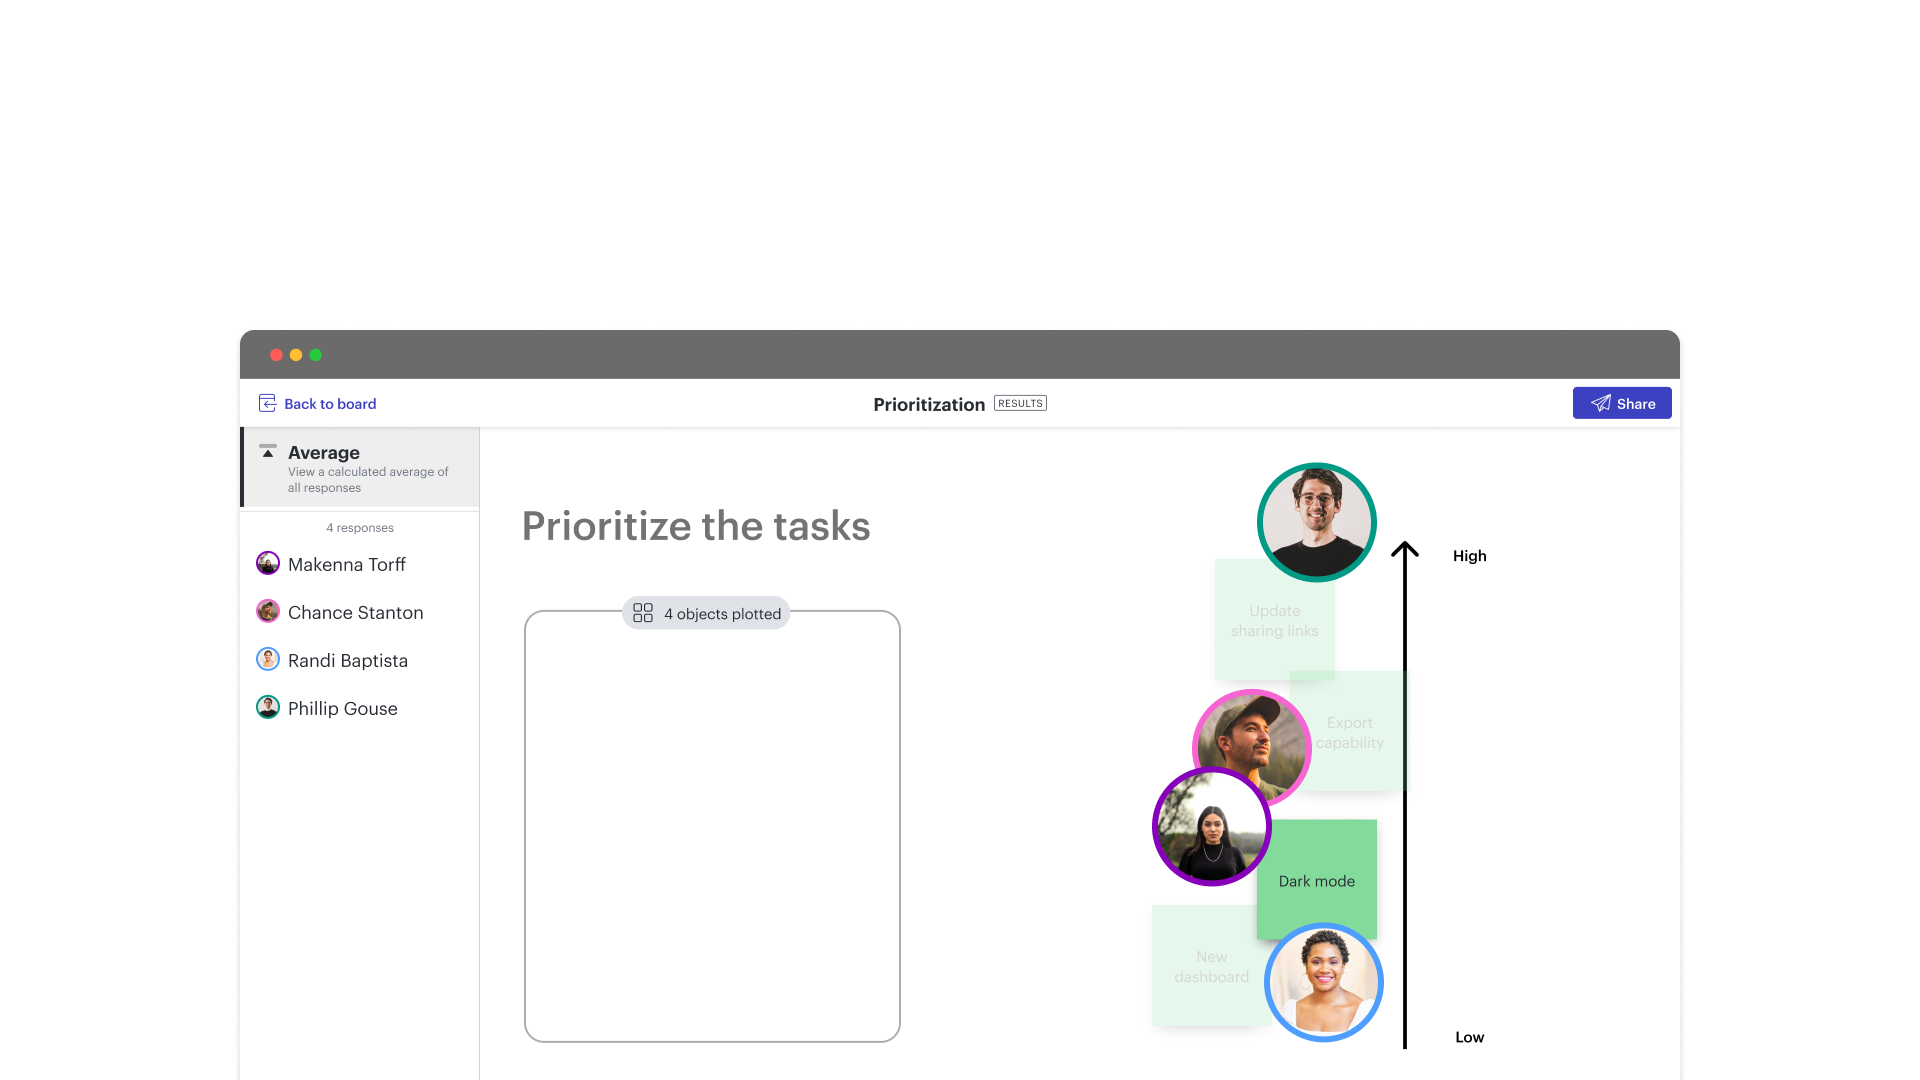 Back to board
Prioritization RESULTS
Share
Average
View a calculated average of
all responses
4 responses
Makenna Torff
Chance Stanton
Randi Baptista
Phillip Gouse
Prioritize the tasks
4 objects plotted
High
Update
sharing links
Export
capability
Dark mode
New
dashboard
Low